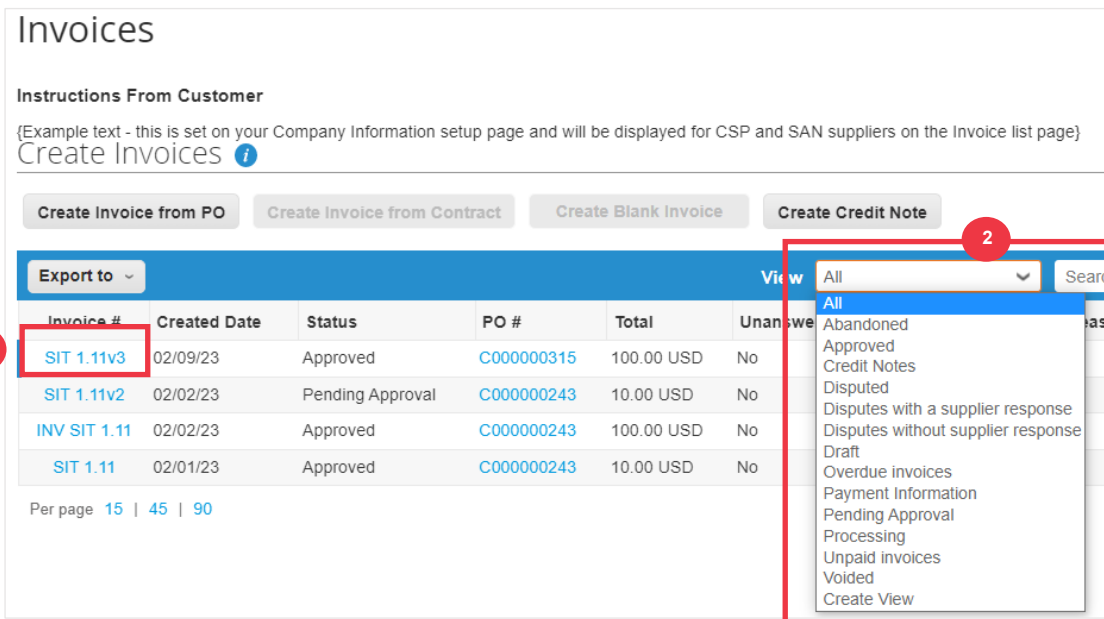 Invoices
Instructions From Customer
{Example text - this is set on your Company Information setup page and will be displayed for CSP and SAN suppliers on the Invoice list page}
Create Invoices i
Create Invoice from PO Create Invoice from Contract Create Blank Invoice Create Credit Note
2
Export to View All
Invoice # Created Date Status PO # Total
SIT 1.11v3 02/09/23 Approved C000000315 100.00 USD No
SIT 1.11v2 02/02/23 Pending Approval C000000243 10.00 USD No
INV SIT 1.11 02/02/23 Approved C000000243 100.00 USD No
SIT 1.11 02/01/23 Approved C000000243 10.00 USD No
Per page 15 | 45 | 90
All
Abandoned
Approved
Credit Notes
Disputed
Disputes with a supplier response
Disputes without supplier response
Draft
Overdue invoices
Payment Information
Pending Approval
Processing
Unpaid invoices
Voided
Create View